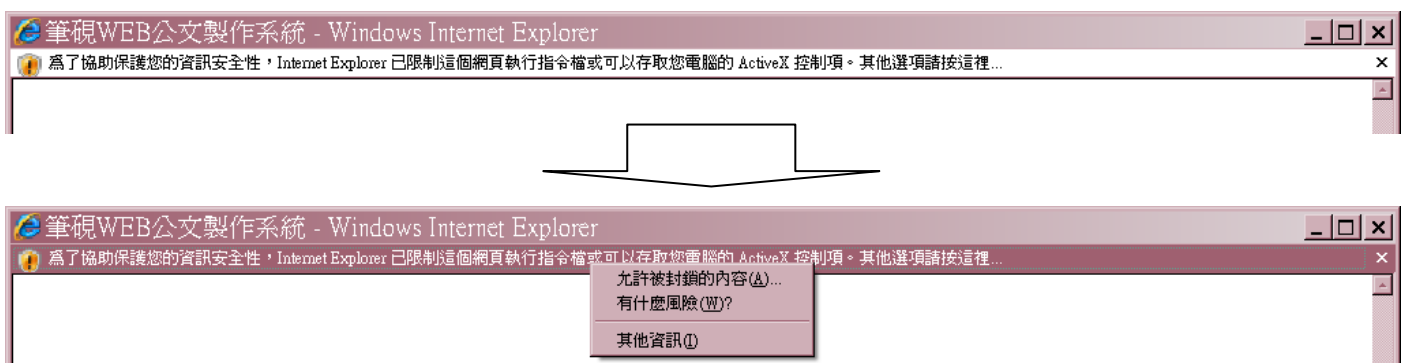 筆硯WEB公文製作系統 - Windows Internet Explorer
為了協助保護您的資訊安全性，Internet Explorer 已限制這個網頁執行指令檔或可以存取您電腦的 ActiveX 控制項。其他選項請按這裡...
筆硯WEB公文製作系統 - Windows Internet Explorer
為了協助保護您的資訊安全性，Internet Explorer 已限制這個網頁執行指令檔或可以存取您電腦的 ActiveX 控制項。其他選項請按這裡...
允許被封鎖的內容(A)...
有什麼風險(W)?
其他資訊(I)